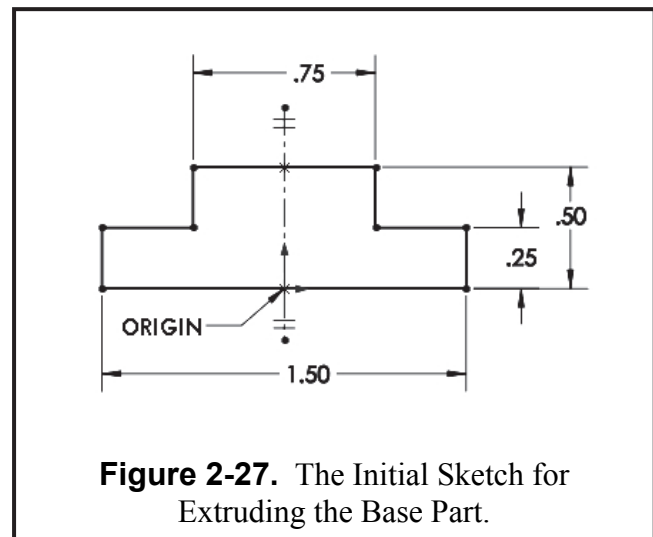 .75
.50
.25
ORIGIN
1.50
Figure 2-27. The Initial Sketch for
Extruding the Base Part.